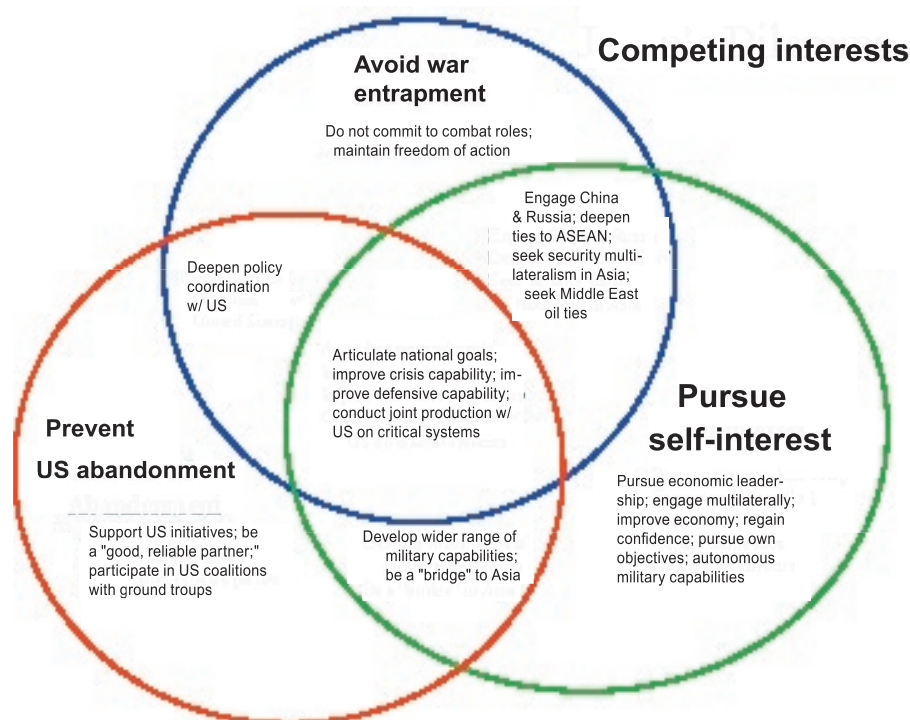 Competing interests
Avoid war
entrapment
Do not commit to combat roles;
maintain freedom of action
Engage China
& Russia; deepen
ties to ASEAN;
seek security multi-
lateralism in Asia;
seek Middle East
oil ties
Deepen policy
coordination
w/ US
Articulate national goals;
improve crisis capability; im-
prove defensive capability;
conduct joint production w/
US on critical systems
Prevent
US abandonment
Support US initiatives; be
a "good, reliable partner;"
participate in US coalitions
with ground troups
Develop wider range of
military capabilities;
be a "bridge" to Asia
Pursue
self-interest
Pursue economic leader-
ship; engage multilaterally;
improve economy; regain
confidence; pursue own
objectives; autonomous
military capabilities